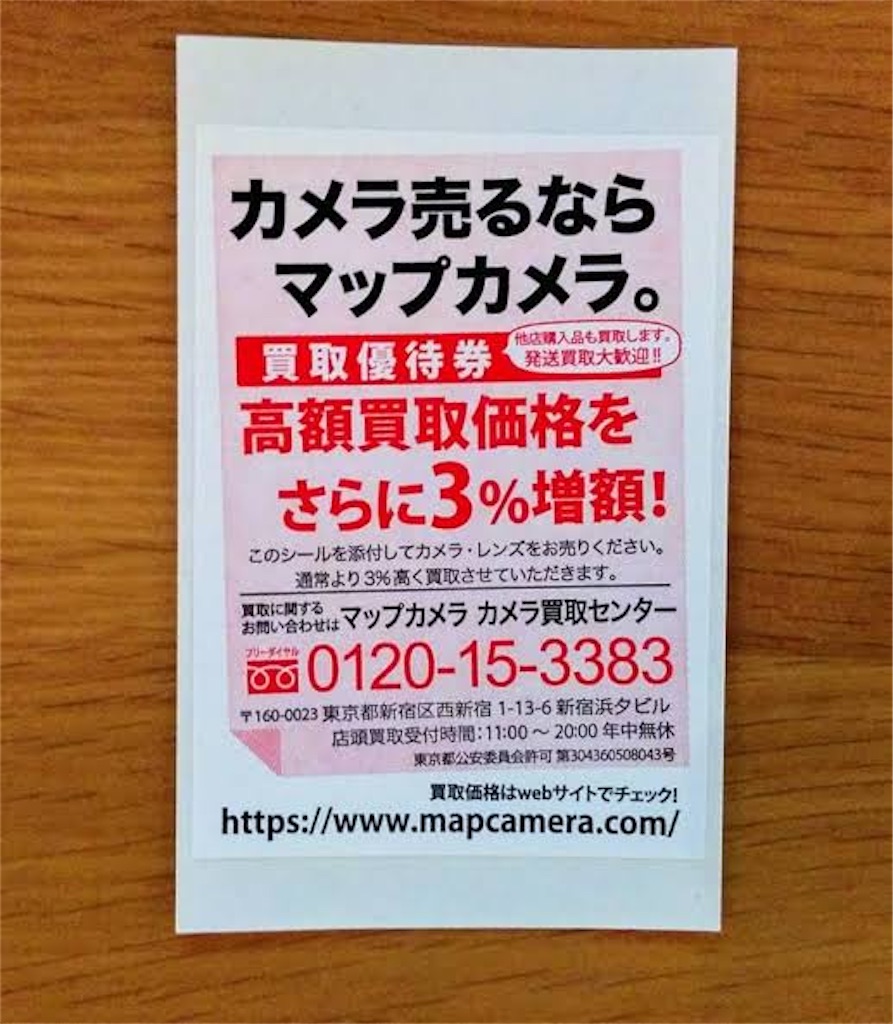 カメラ売るなら
マップカメラ。
買取優待券
他店購入品も買取します。
発送買取大歓迎!!
高額買取価格を
さらに3%増額!
このシールを添付してカメラ・レンズをお売りください。
通常より3%高く買取させていただきます。
買取に関する
お問い合わせは マップカメラ カメラ買取センター
フリーダイヤル
0120-15-3383
〒160-0023 東京都新宿区西新宿 1-13-6 新宿浜夕ビル
店頭買取受付時間:11:00 〜 20:00 年中無休
東京都公安委員会許可 第304360508043号
買取価格はwebサイトでチェック!
https://www.mapcamera.com/